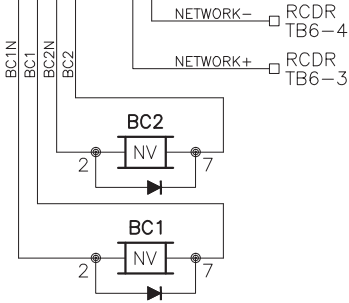 NETWORK-
RCDR
TB6-4
NETWORK+
RCDR
TB6-3
BC1N
BC1
BC2N
BC2
BC2
NV
2
7
BC1
NV
2
7